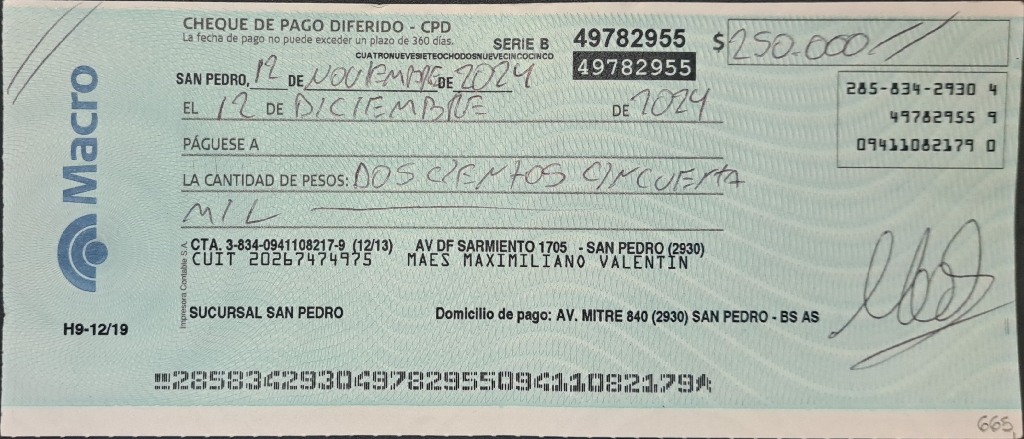 CHEQUE DE PAGO DIFERIDO - CPD
La fecha de pago no puede exceder un plazo de 360 días.
SERIE B 49782955 $250.000
CUATRONUEVESIETEOCHODOSNUEVECINCOCINCO
49782955
SAN PEDRO, 12 DE NOVIEMBRE DE 2024
EL 12 DE DICIEMBRE DE 2024
285-834-2930 4
49782955 9
09411082179 0
PÁGUESE A
LA CANTIDAD DE PESOS: DOSCIENTOS CINCUENTA
MIL
Macro
Impresora Contable S.A.
CTA. 3-834-0941108217-9 (12/13) AV DF SARMIENTO 1705 - SAN PEDRO (2930)
CUIT 20267474975 MAES MAXIMILIANO VALENTIN
SUCURSAL SAN PEDRO Domicilio de pago: AV. MITRE 840 (2930) SAN PEDRO - BS AS
H9-12/19
28583429304978295509411082179
665